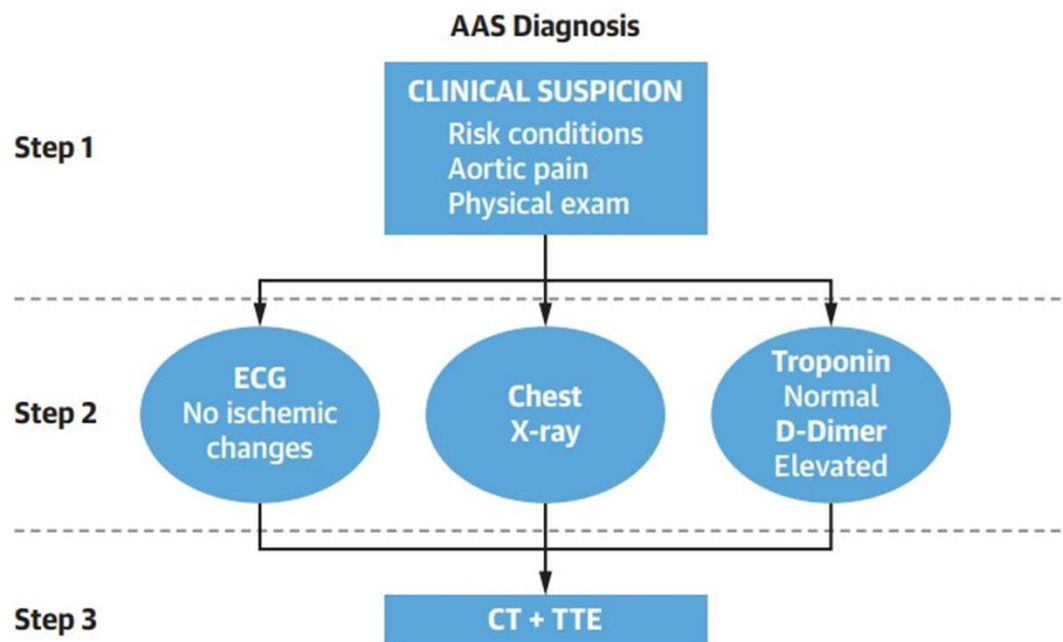 AAS Diagnosis
Step 1
CLINICAL SUSPICION
Risk conditions
Aortic pain
Physical exam
Step 2
ECG
No ischemic
changes
Chest
X-ray
Troponin
Normal
D-Dimer
Elevated
Step 3
CT + TTE